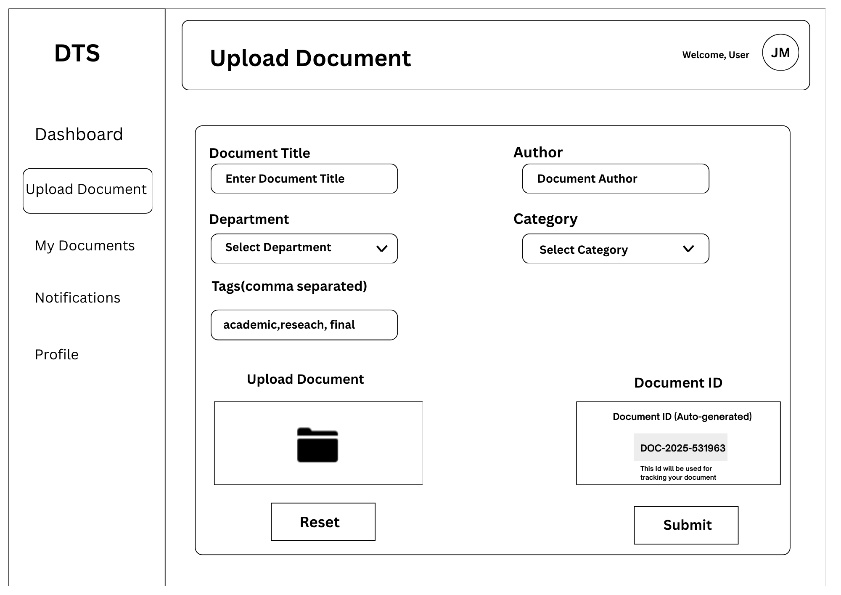 DTS
Dashboard
Upload Document
My Documents
Notifications
Profile
Upload Document
Welcome, User
JM
Document Title
Enter Document Title
Author
Document Author
Department
Select Department
Category
Select Category
Tags(comma separated)
academic,reseach, final
Upload Document
Document ID
Document ID (Auto-generated)
DOC-2025-531963
This Id will be used for
tracking your document
Reset
Submit